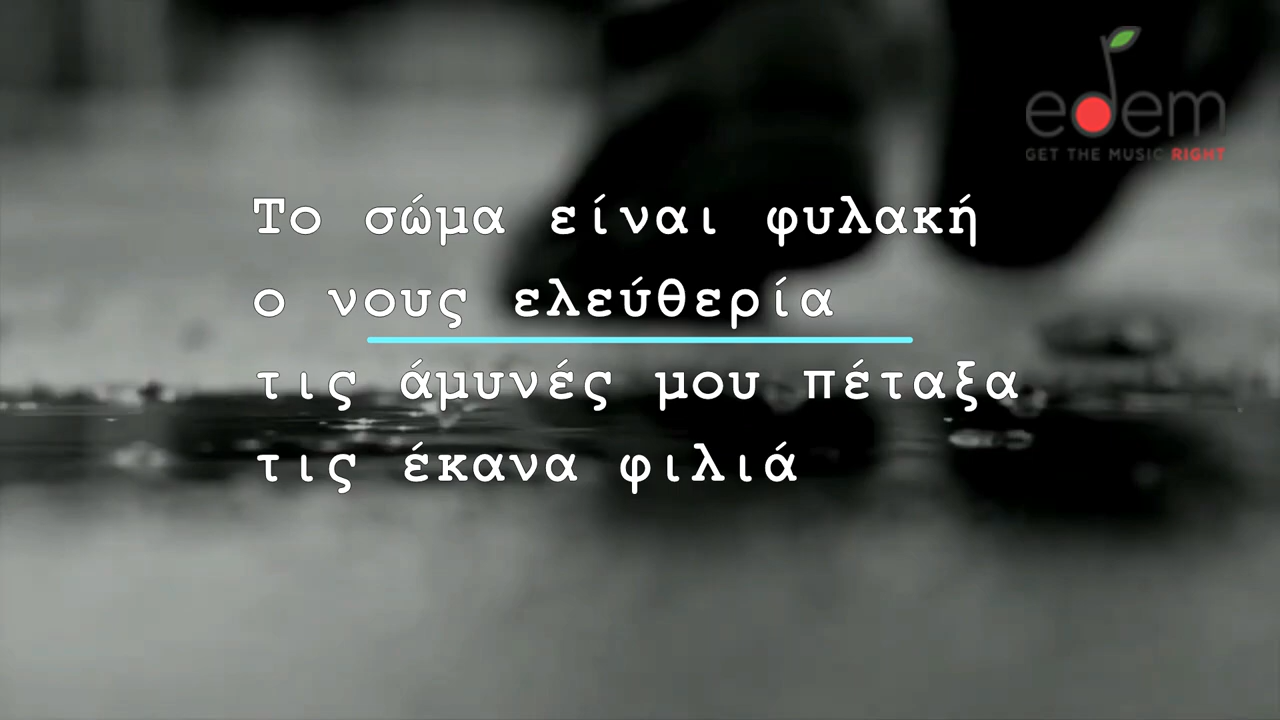 edem
GET THE MUSIC RIGHT
Το σώμα είναι φυλακή
ο νους ελεύθερία
τις άμυνές μου πέταξα
τις έκανα φιλιά